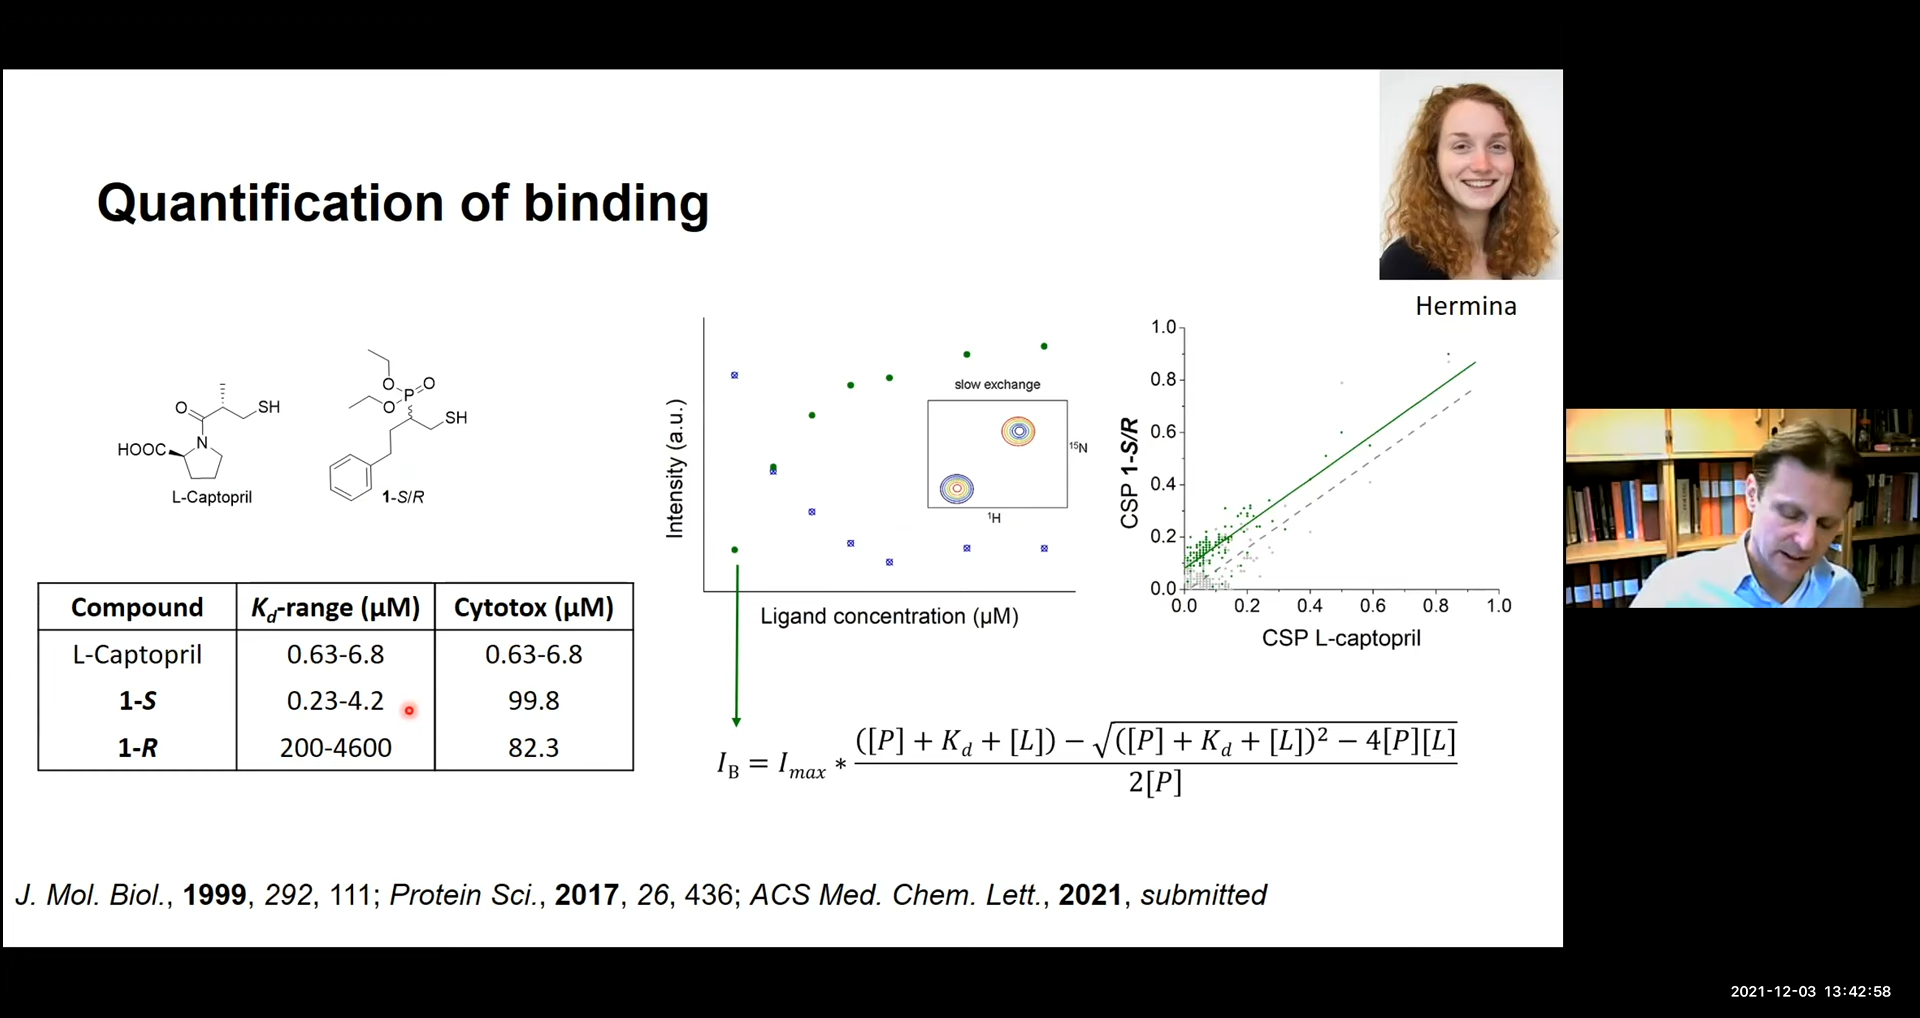 Quantification of binding
Hermina
O
O
P
O
SH
O
SH
N
HOOC
L-Captopril
1-S/R
Compound Kd-range (µM) Cytotox (µM)
L-Captopril 0.63-6.8 0.63-6.8
1-S 0.23-4.2 99.8
1-R 200-4600 82.3
Intensity (a.u.)
slow exchange
15N
1H
Ligand concentration (µM)
CSP 1-S/R
1.0
0.8
0.6
0.4
0.2
0.0
0.0 0.2 0.4 0.6 0.8 1.0
CSP L-captopril
I_B = I_max * (([P] + K_d + [L]) − √(([P] + K_d + [L])² − 4[P][L]) / 2[P]
J. Mol. Biol., 1999, 292, 111; Protein Sci., 2017, 26, 436; ACS Med. Chem. Lett., 2021, submitted
2021-12-03 13:42:58